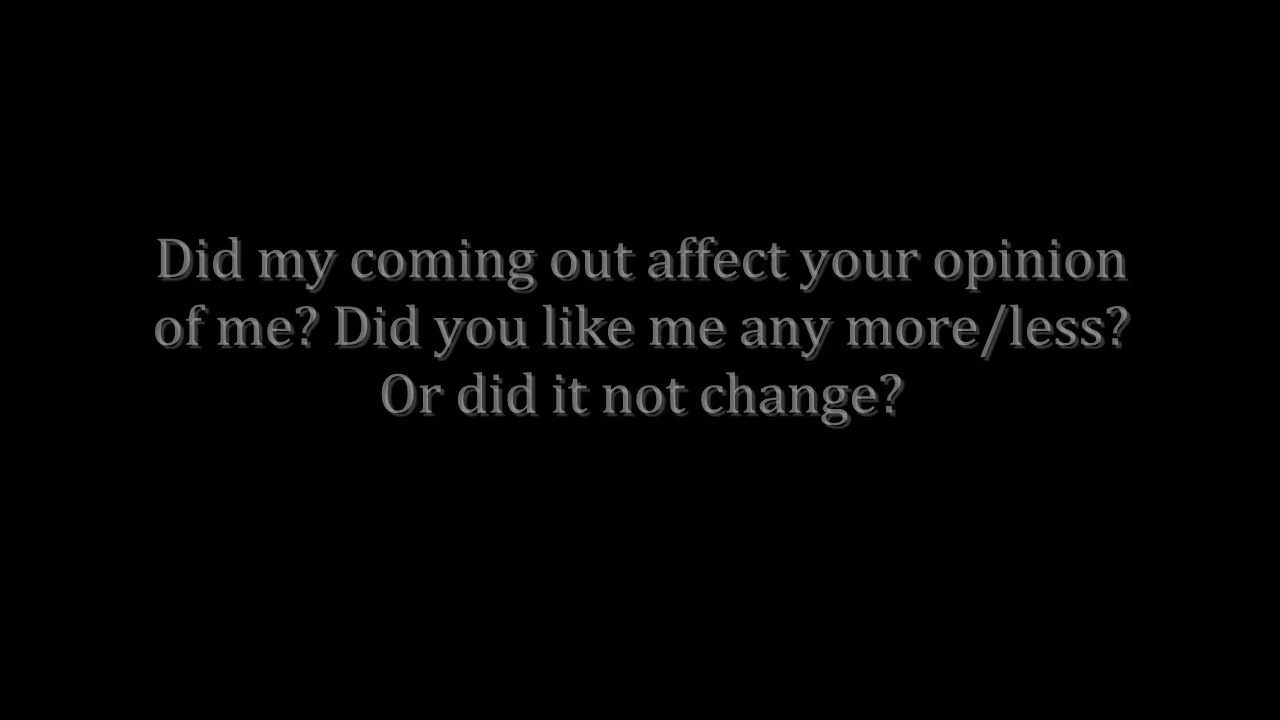 Did my coming out affect your opinion
of me? Did you like me any more/less?
Or did it not change?